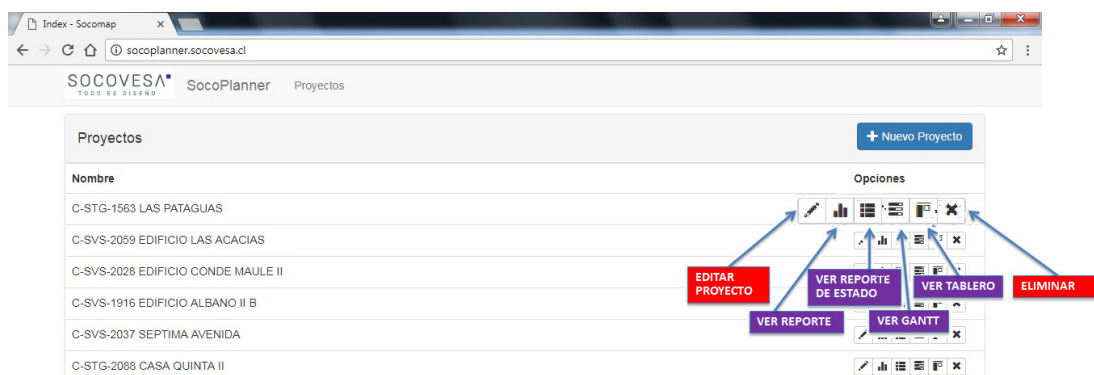 Index - Socomap
socoplanner.socovesa.cl
SOCOVESA
TODO ES DISEÑO
SocoPlanner
Proyectos
Proyectos
Nuevo Proyecto
Nombre
Opciones
C-STG-1563 LAS PATAGUAS
C-SVS-2059 EDIFICIO LAS ACACIAS
C-SVS-2028 EDIFICIO CONDE MAULE II
C-SVS-1916 EDIFICIO ALBANO II B
C-SVS-2037 SEPTIMA AVENIDA
C-STG-2088 CASA QUINTA II
EDITAR
PROYECTO
VER REPORTE
VER REPORTE
DE ESTADO
VER GANTT
VER TABLERO
ELIMINAR